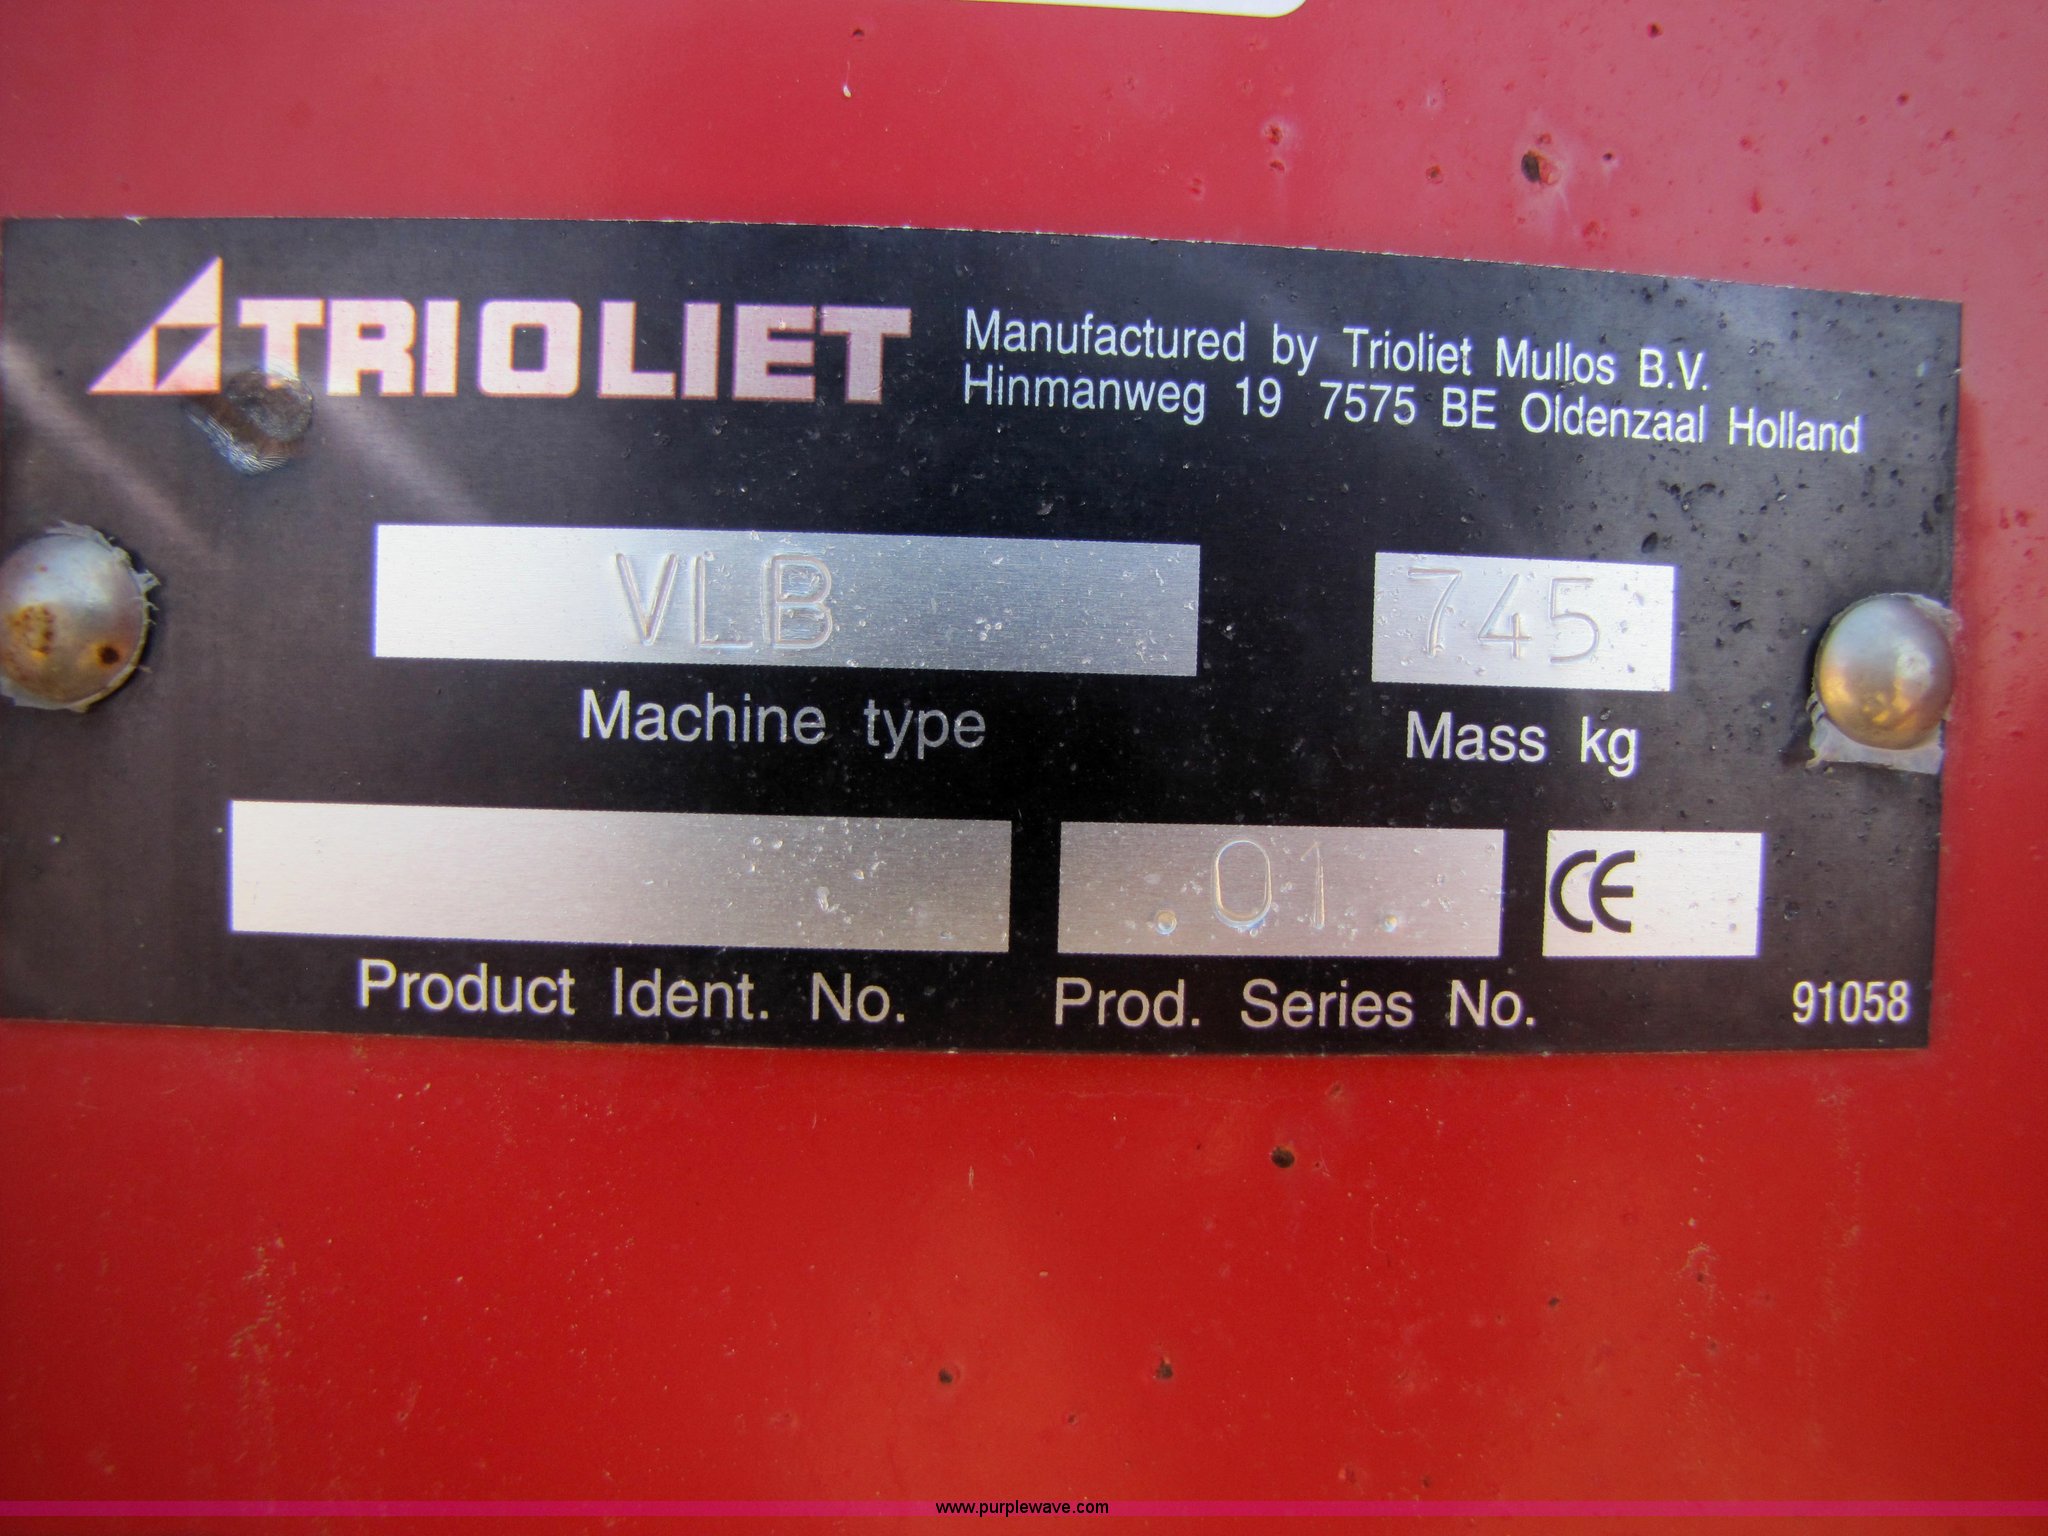 TRIOLIET
Manufactured by Trioliet Mullos B.V.
Hinmanweg 19 7575 BE Oldenzaal Holland
VLB 745
Machine type Mass kg
.01.
CE
Product Ident. No. Prod. Series No. 91058
www.purplewave.com